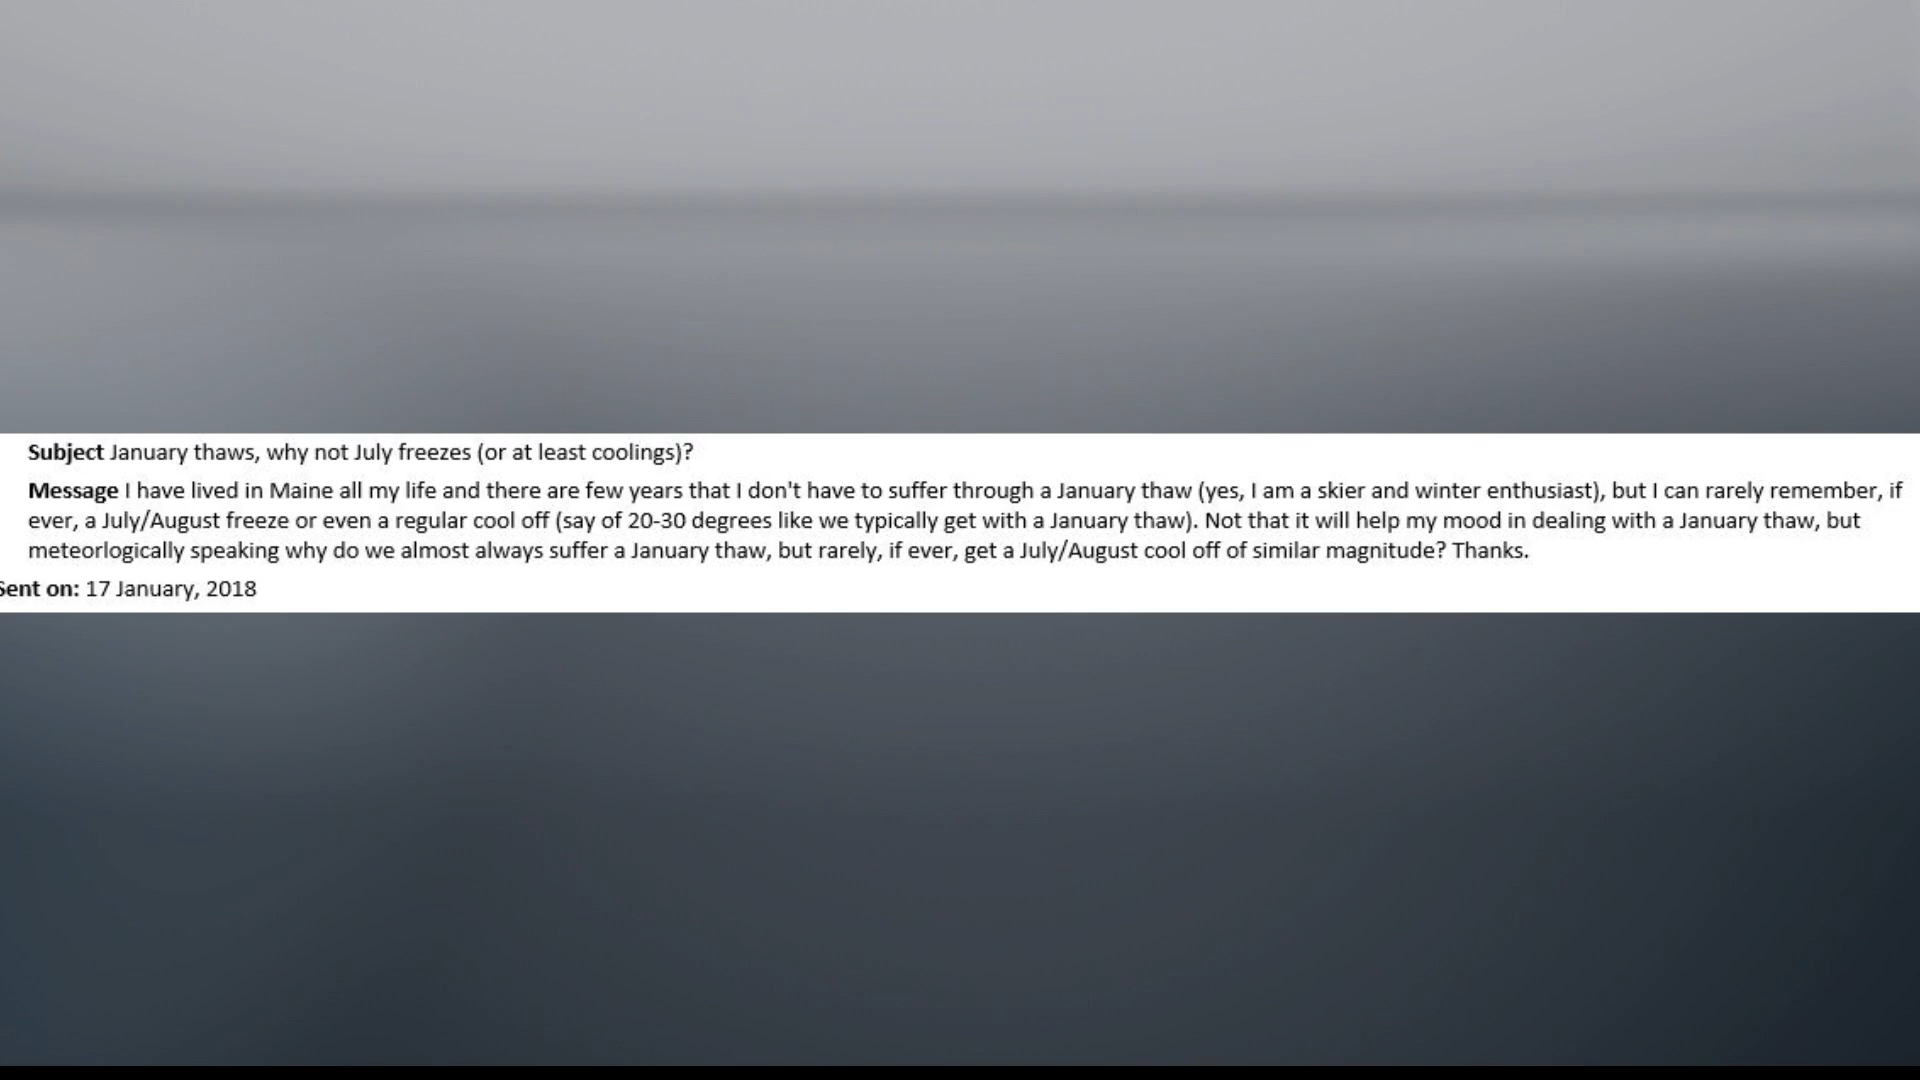 Subject January thaws, why not July freezes (or at least coolings)?
Message I have lived in Maine all my life and there are few years that I don't have to suffer through a January thaw (yes, I am a skier and winter enthusiast), but I can rarely remember, if
ever, a July/August freeze or even a regular cool off (say of 20-30 degrees like we typically get with a January thaw). Not that it will help my mood in dealing with a January thaw, but
meteorlogically speaking why do we almost always suffer a January thaw, but rarely, if ever, get a July/August cool off of similar magnitude? Thanks.
Sent on: 17 January, 2018